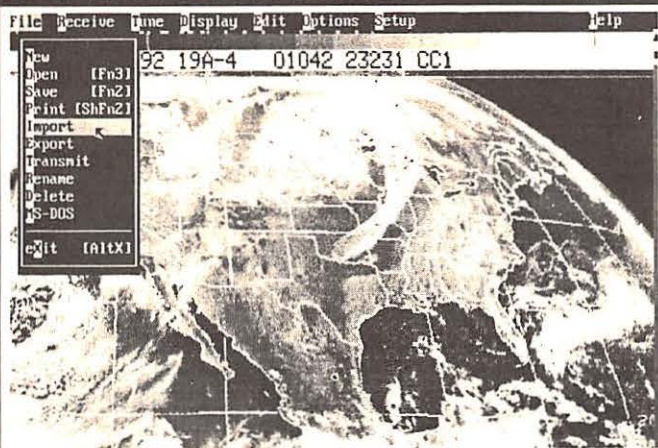 File Receive Tune Display Edit Options Setup Help
92 19A-4 01042 23231 CC1
New
Open [Fn3]
Save [Fn2]
Print [ShFn2]
Import
Export
Transmit
Rename
Delete
MS-DOS
eXit [AltX]